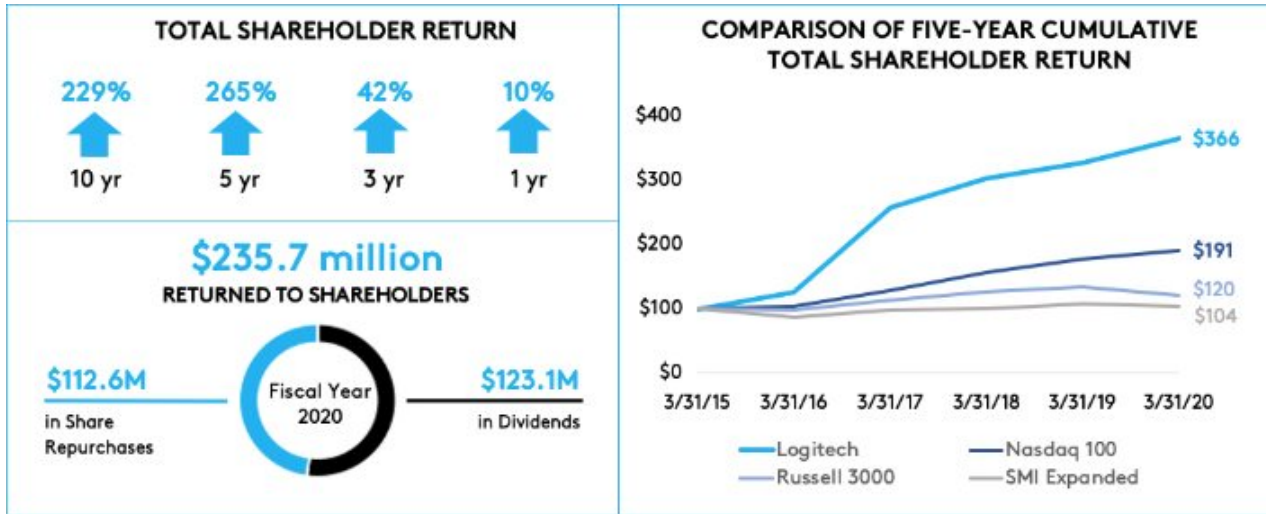 TOTAL SHAREHOLDER RETURN
229% 265% 42% 10%
10 yr 5 yr 3 yr 1 yr
$235.7 million
RETURNED TO SHAREHOLDERS
$112.6M
in Share
Repurchases
Fiscal Year
2020
$123.1M
in Dividends
COMPARISON OF FIVE-YEAR CUMULATIVE
TOTAL SHAREHOLDER RETURN
$400
$300
$200
$100
$0
$366
$191
$120
$104
3/31/15 3/31/16 3/31/17 3/31/18 3/31/19 3/31/20
Logitech Nasdaq 100
Russell 3000 SMI Expanded